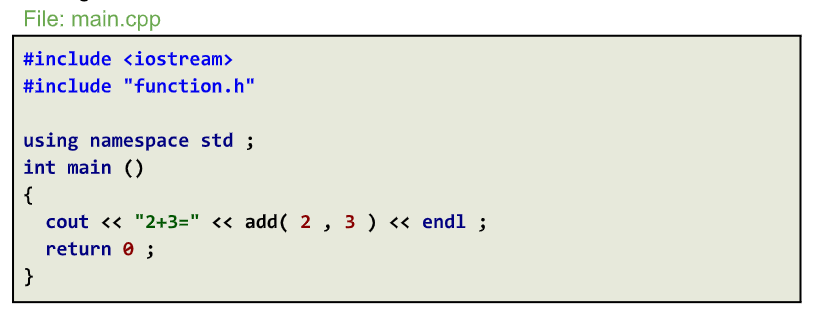 File: main.cpp
#include <iostream>
#include "function.h"
using namespace std ;
int main ()
{
cout << "2+3=" << add( 2 , 3 ) << endl ;
return 0 ;
}